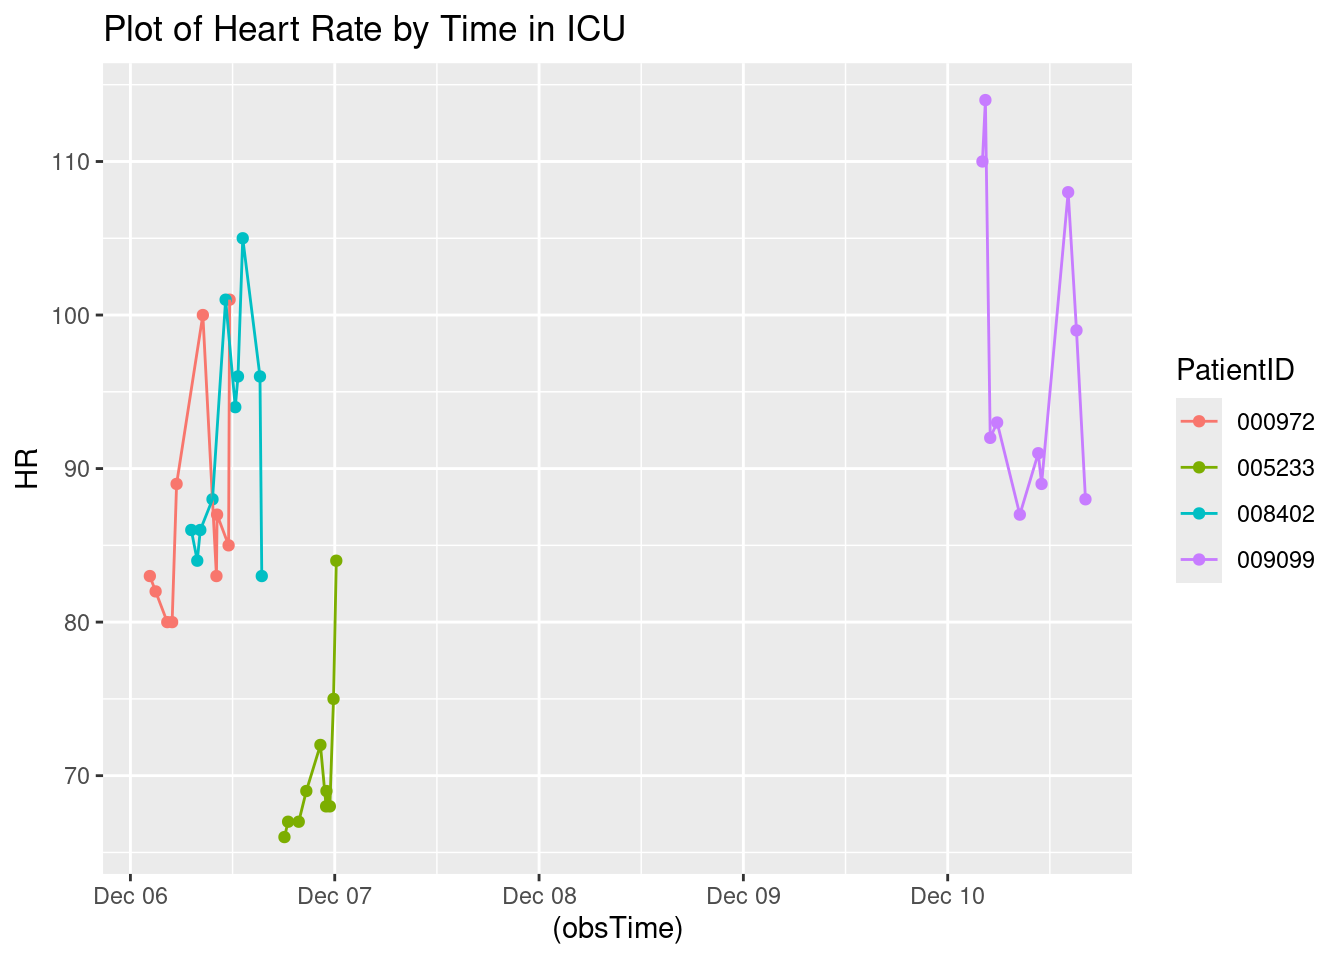 Plot of Heart Rate by Time in ICU
110
100
90
80
70
HR
Dec 06
Dec 07
Dec 08
Dec 09
Dec 10
(obsTime)
PatientID
000972
005233
008402
009099